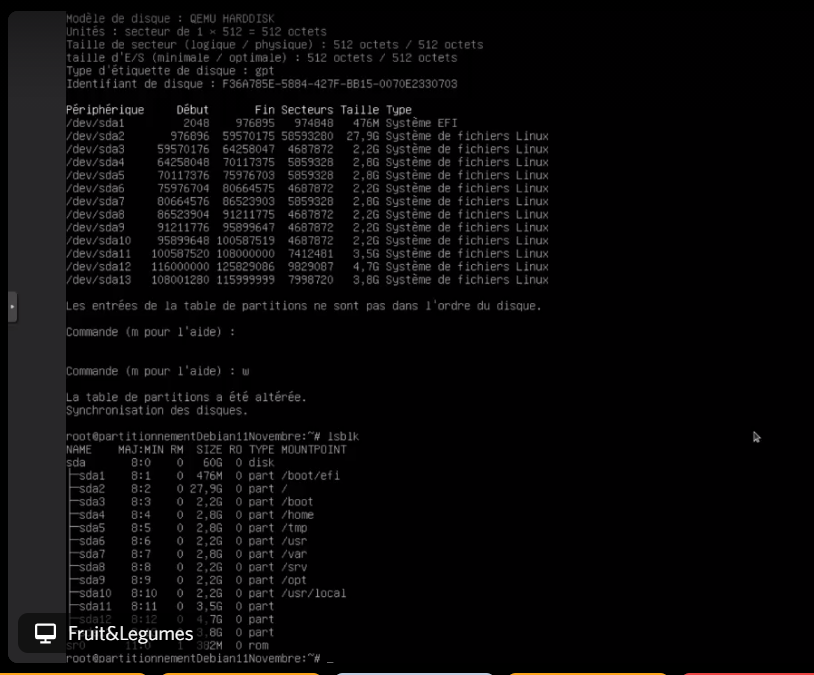 Modèle de disque : QEMU HARDDISK
Unités : secteur de 1 × 512 = 512 octets
Taille de secteur (logique / physique) : 512 octets / 512 octets
taille d'E/S (minimale / optimale) : 512 octets / 512 octets
Type d'étiquette de disque : gpt
Identifiant de disque : F36A785E-5884-427F-BB15-0070E2330703
Périphérique Début Fin Secteurs Taille Type
/dev/sda1 2048 976895 974848 476M Système EFI
/dev/sda2 976896 59570175 58593280 27,9G Système de fichiers Linux
/dev/sda3 59570176 64258047 4687872 2,2G Système de fichiers Linux
/dev/sda4 64258048 70117375 5859328 2,8G Système de fichiers Linux
/dev/sda5 70117376 75976703 5859328 2,8G Système de fichiers Linux
/dev/sda6 75976704 80664575 4687872 2,2G Système de fichiers Linux
/dev/sda7 80664576 86523903 5859328 2,8G Système de fichiers Linux
/dev/sda8 86523904 91211775 4687872 2,2G Système de fichiers Linux
/dev/sda9 91211776 95899647 4687872 2,2G Système de fichiers Linux
/dev/sda10 95899648 100587519 4687872 2,2G Système de fichiers Linux
/dev/sda11 100587520 108000000 7412481 3,5G Système de fichiers Linux
/dev/sda12 116000000 125829086 9829087 4,7G Système de fichiers Linux
/dev/sda13 108001280 115999999 7998720 3,8G Système de fichiers Linux
Les entrées de la table de partitions ne sont pas dans l'ordre du disque.
Commande (m pour l'aide) :
Commande (m pour l'aide) : w
La table de partitions a été altérée.
Synchronisation des disques.
root@partitionnementDebian11Novembre:~# lsblk
NAME MAJ:MIN RM SIZE RO TYPE MOUNTPOINT
sda 8:0 0 60G 0 disk
├─sda1 8:1 0 476M 0 part /boot/efi
├─sda2 8:2 0 27,9G 0 part /
├─sda3 8:3 0 2,2G 0 part /boot
├─sda4 8:4 0 2,8G 0 part /home
├─sda5 8:5 0 2,8G 0 part /tmp
├─sda6 8:6 0 2,2G 0 part /usr
├─sda7 8:7 0 2,8G 0 part /var
├─sda8 8:8 0 2,2G 0 part /srv
├─sda9 8:9 0 2,2G 0 part /opt
├─sda10 8:10 0 2,2G 0 part /usr/local
├─sda11 8:11 0 3,5G 0 part
├─sda12 8:12 0 4,7G 0 part
Fruit&Legumes 3,8G 0 part
sr0 11:0 1 382M 0 rom
root@partitionnementDebian11Novembre:~# _